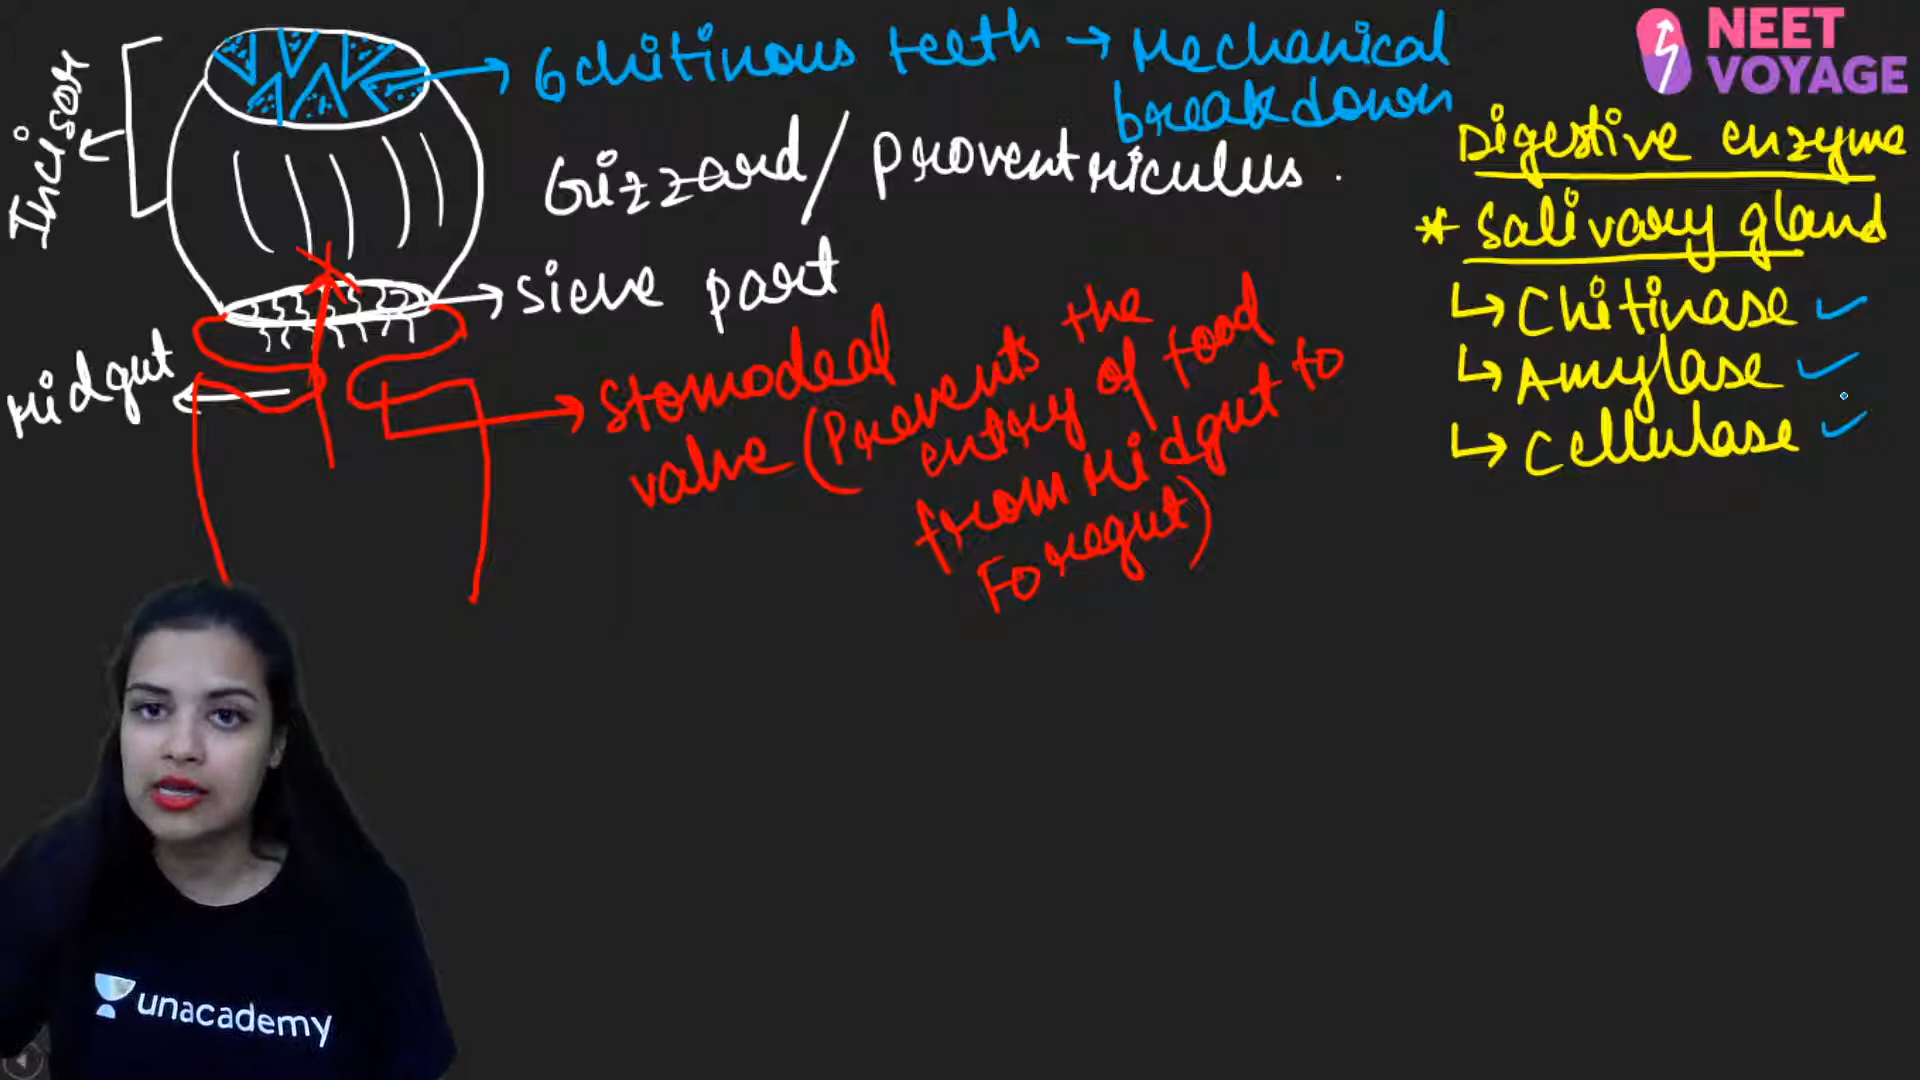 NEET
VOYAGE
6 chitinous teeth → Mechanical
breakdown
Incisor
Gizzard/Proventriculus.
sieve part
Midgut
Stomodeal
valve (Prevents the
entry of food
from Midgut to
Foregut)
Digestive enzyme
* Salivary gland
↳ Chitinase ✓
↳ Amylase ✓
↳ Cellulase ✓
unacademy